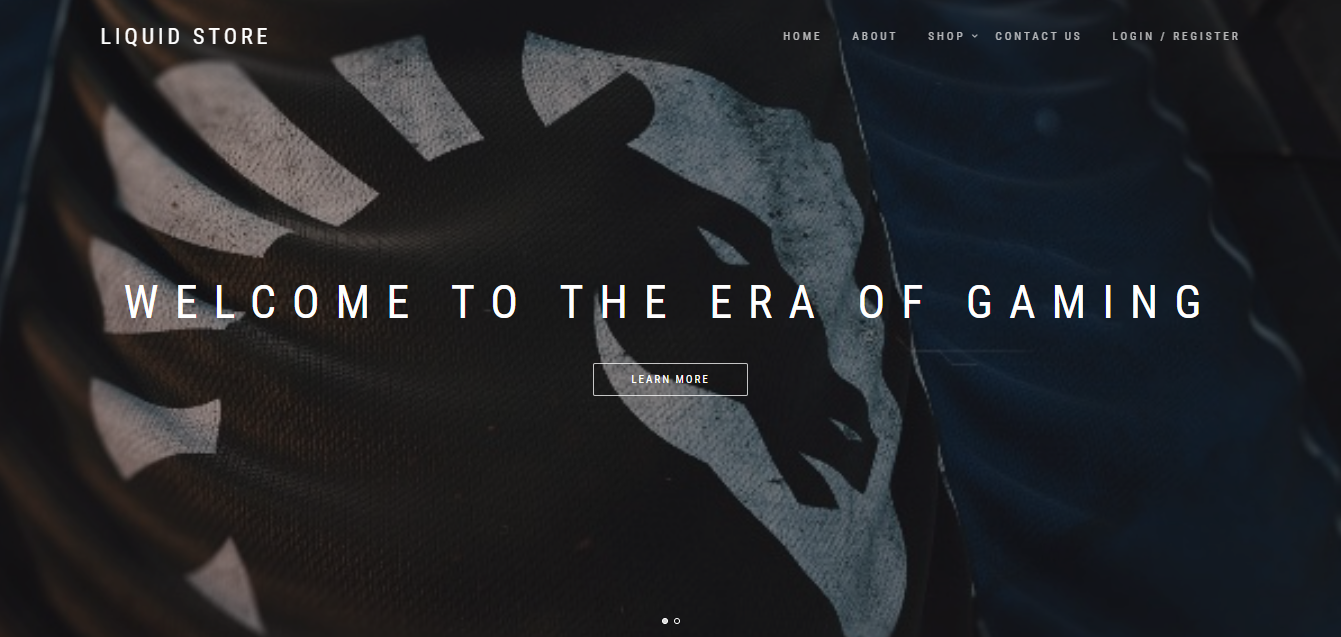 LIQUID STORE
HOME ABOUT SHOP CONTACT US LOGIN / REGISTER
WELCOME TO THE ERA OF GAMING
LEARN MORE